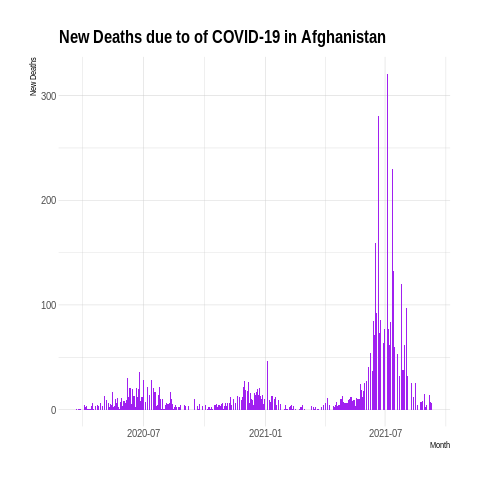 New Deaths due to of COVID-19 in Afghanistan
New Deaths
300
200
100
0
2020-07
2021-01
2021-07
Month